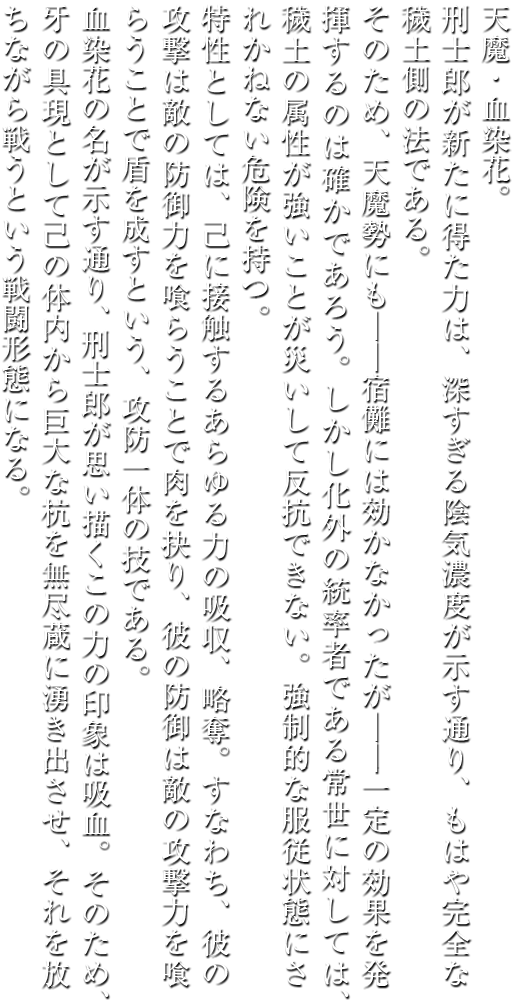 天魔・血染花。
刑士郎が新たに得た力は、深すぎる陰気濃度が示す通り、もはや完全な
穢土側の法である。
そのため、天魔勢にも――宿儺には効かなかったが――一定の効果を発
揮するのは確かであろう。しかし化外の統率者である常世に対しては、
穢土の属性が強いことが災いして反抗できない。強制的な服従状態にさ
れかねない危険を持つ。
特性としては、己に接触するあらゆる力の吸収、略奪。すなわち、彼の
攻撃は敵の防御力を喰らうことで肉を抉り、彼の防御は敵の攻撃力を喰
らうことで盾を成すという、攻防一体の技である。
血染花の名が示す通り、刑士郎が思い描くこの力の印象は吸血。そのため、
牙の具現として己の体内から巨大な杭を無尽蔵に湧き出させ、それを放
ちながら戦うという戦闘形態になる。